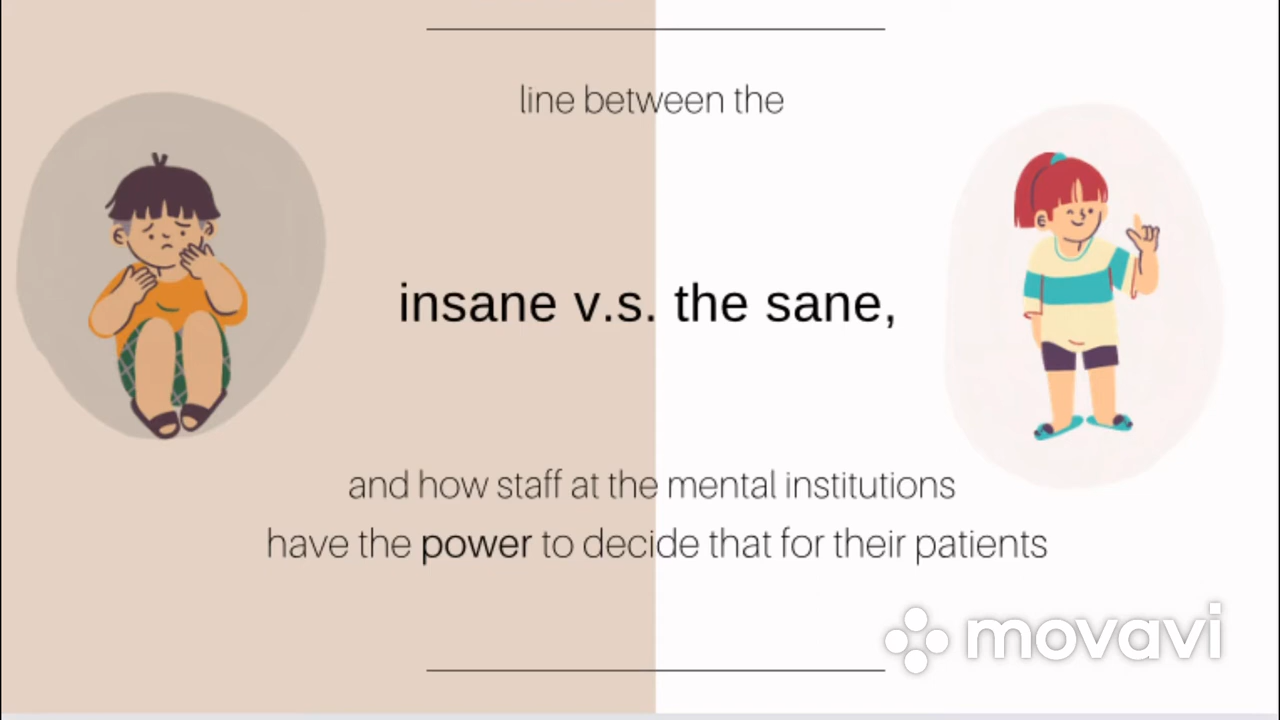 line between the
insane v.s. the sane,
and how staff at the mental institutions
have the power to decide that for their patients
movavi